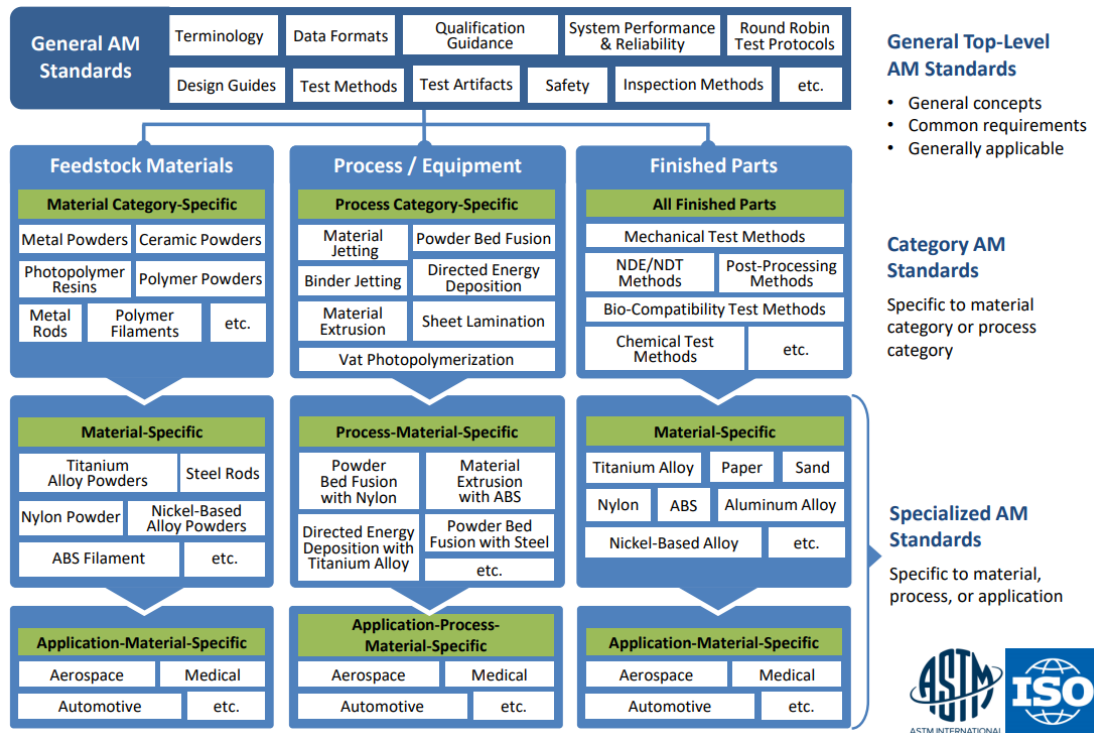 General AM
Standards
Terminology
Data Formats
Qualification
Guidance
System Performance
& Reliability
Round Robin
Test Protocols
Design Guides
Test Methods
Test Artifacts
Safety
Inspection Methods
etc.
General Top-Level
AM Standards
• General concepts
• Common requirements
• Generally applicable
Feedstock Materials
Material Category-Specific
Metal Powders
Ceramic Powders
Photopolymer
Resins
Polymer Powders
Metal
Rods
Polymer
Filaments
etc.
Process / Equipment
Process Category-Specific
Material
Jetting
Powder Bed Fusion
Binder Jetting
Directed Energy
Deposition
Material
Extrusion
Sheet Lamination
Vat Photopolymerization
Finished Parts
All Finished Parts
Mechanical Test Methods
NDE/NDT
Methods
Post-Processing
Methods
Bio-Compatibility Test Methods
Chemical Test
Methods
etc.
Category AM
Standards
Specific to material
category or process
category
Material-Specific
Titanium
Alloy Powders
Steel Rods
Nylon Powder
Nickel-Based
Alloy Powders
ABS Filament
etc.
Process-Material-Specific
Powder
Bed Fusion
with Nylon
Material
Extrusion
with ABS
Directed Energy
Deposition with
Titanium Alloy
Powder Bed
Fusion with Steel
etc.
Material-Specific
Titanium Alloy
Paper
Sand
Nylon
ABS
Aluminum Alloy
Nickel-Based Alloy
etc.
Specialized AM
Standards
Specific to material,
process, or application
Application-Material-Specific
Aerospace
Medical
Automotive
etc.
Application-Process-
Material-Specific
Aerospace
Medical
Automotive
etc.
Application-Material-Specific
Aerospace
Medical
Automotive
etc.
ASTM
ASTM INTERNATIONAL
ISO